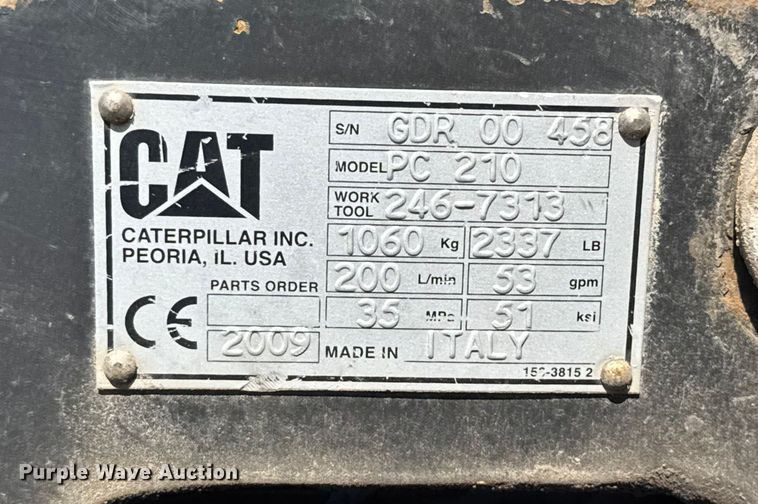 CAT
CATERPILLAR INC.
PEORIA, iL. USA
S/N GDR 00 458
MODEL PC 210
WORK TOOL 246-7313
1060 Kg 2337 LB
200 L/min 53 gpm
PARTS ORDER
35 MPa 51 ksi
CE
2009 MADE IN ITALY
Purple Wave Auction